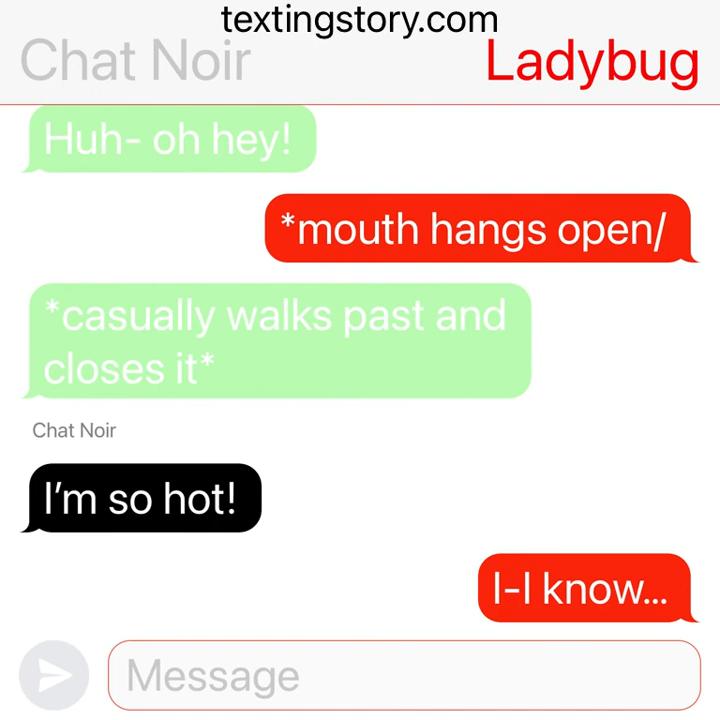 textingstory.com
Chat Noir Ladybug
Huh- oh hey!
*mouth hangs open/
*casually walks past and
closes it*
Chat Noir
I’m so hot!
I-I know...
Message